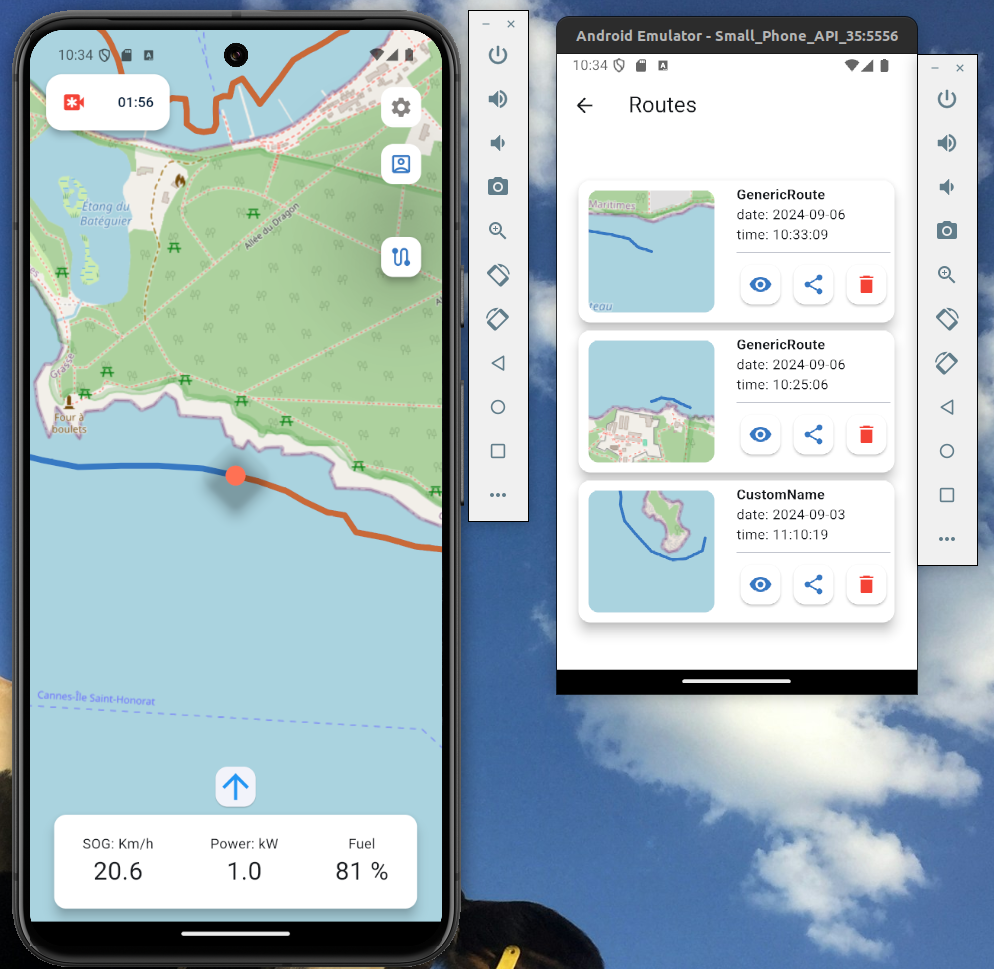 10:34
01:56
Étang du
Batéguier
Allée du Dragon
Grasse
Four à
boulets
Cannes-Île Saint-Honorat
SOG: Km/h
Power: kW
Fuel
20.6
1.0
81 %
Android Emulator - Small_Phone_API_35:5556
10:34
Routes
Maritimes
teau
GenericRoute
date: 2024-09-06
time: 10:33:09
GenericRoute
date: 2024-09-06
time: 10:25:06
CustomName
date: 2024-09-03
time: 11:10:19